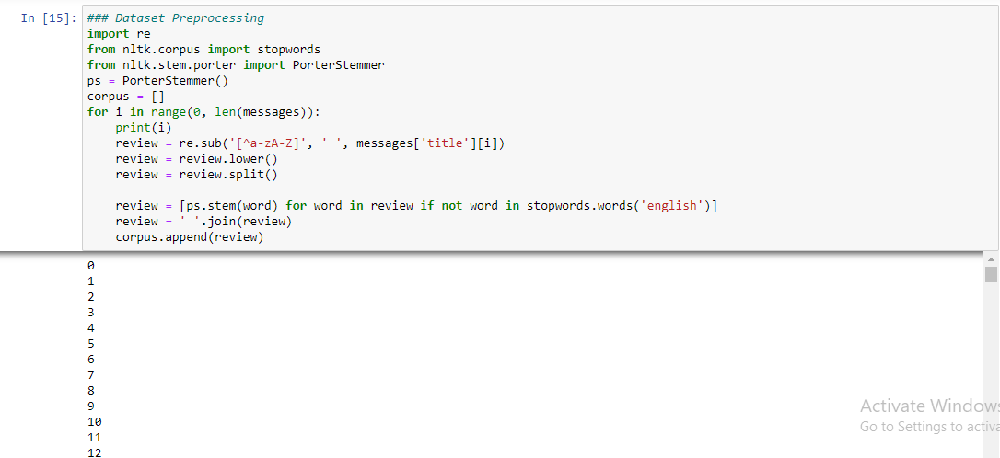 In [15]: ### Dataset Preprocessing
import re
from nltk.corpus import stopwords
from nltk.stem.porter import PorterStemmer
ps = PorterStemmer()
corpus = []
for i in range(0, len(messages)):
    print(i)
    review = re.sub('[^a-zA-Z]', ' ', messages['title'][i])
    review = review.lower()
    review = review.split()

    review = [ps.stem(word) for word in review if not word in stopwords.words('english')]
    review = ' '.join(review)
    corpus.append(review)
0
1
2
3
4
5
6
7
8
9
10
11
12
Activate Windows
Go to Settings to activa